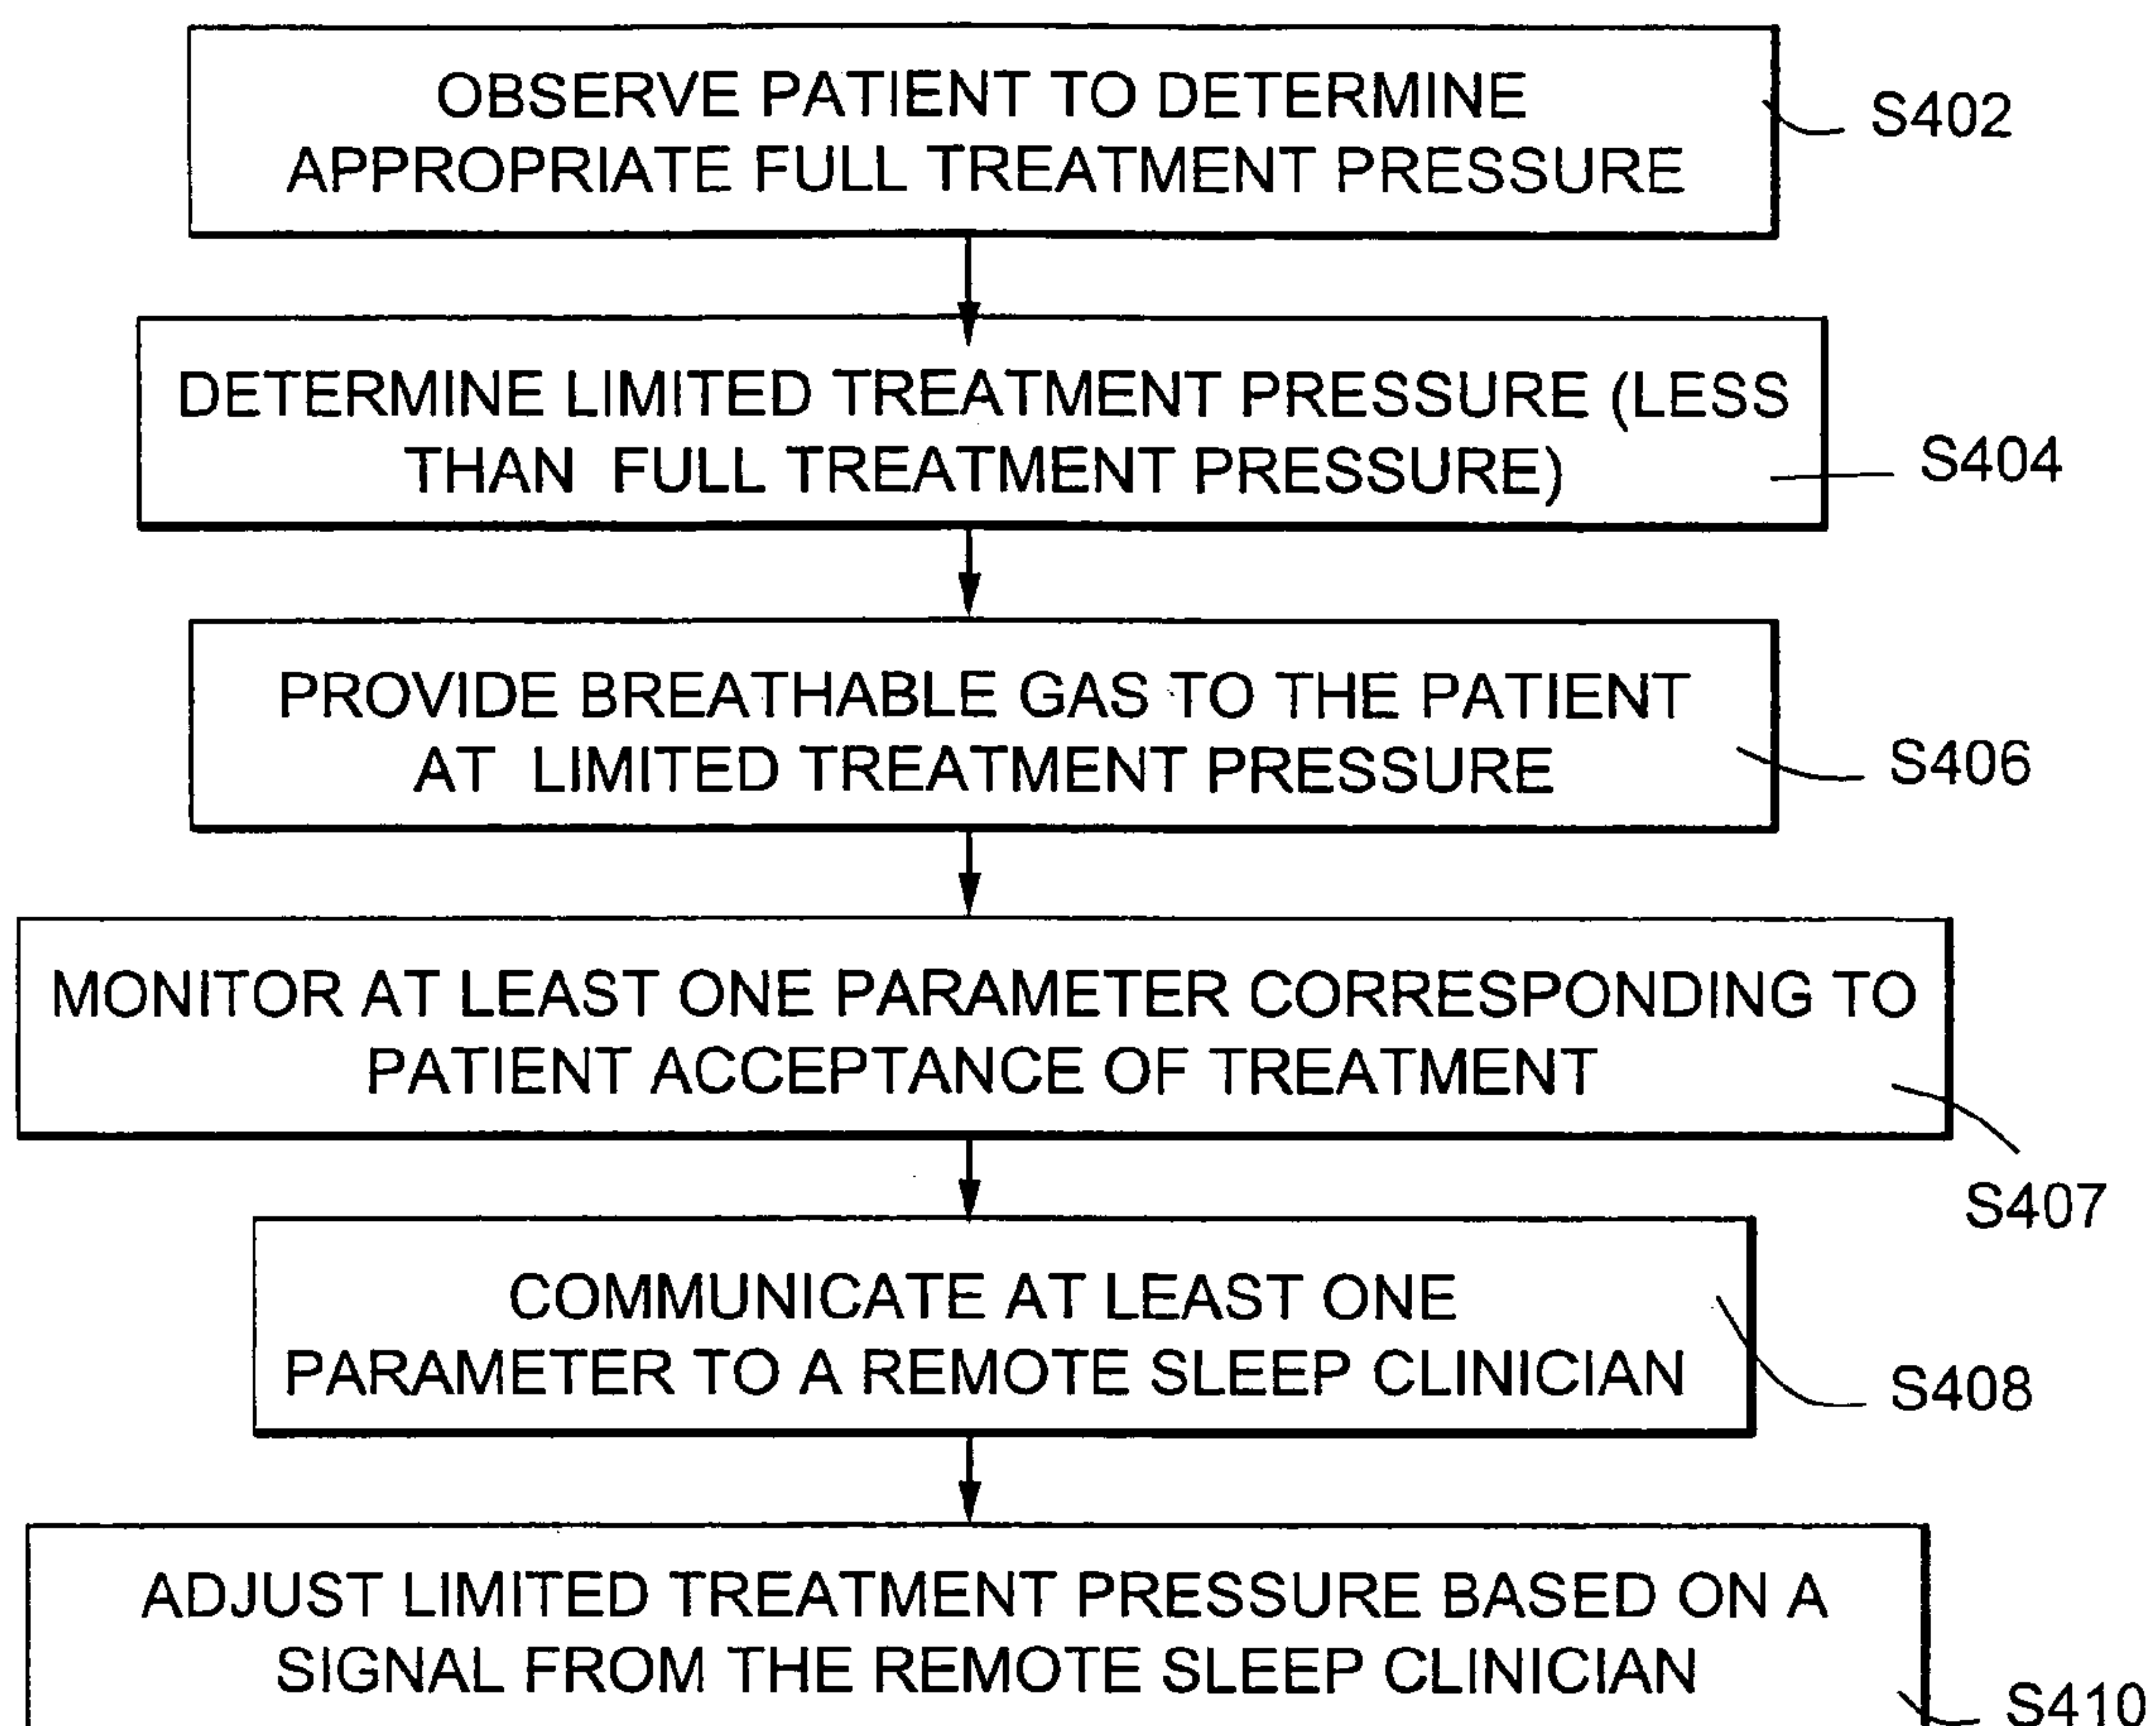 OBSERVE PATIENT TO DETERMINE
APPROPRIATE FULL TREATMENT PRESSURE
S402
DETERMINE LIMITED TREATMENT PRESSURE (LESS
THAN FULL TREATMENT PRESSURE)
S404
PROVIDE BREATHABLE GAS TO THE PATIENT
AT LIMITED TREATMENT PRESSURE
S406
MONITOR AT LEAST ONE PARAMETER CORRESPONDING TO
PATIENT ACCEPTANCE OF TREATMENT
S407
COMMUNICATE AT LEAST ONE
PARAMETER TO A REMOTE SLEEP CLINICIAN
S408
ADJUST LIMITED TREATMENT PRESSURE BASED ON A
SIGNAL FROM THE REMOTE SLEEP CLINICIAN
S410